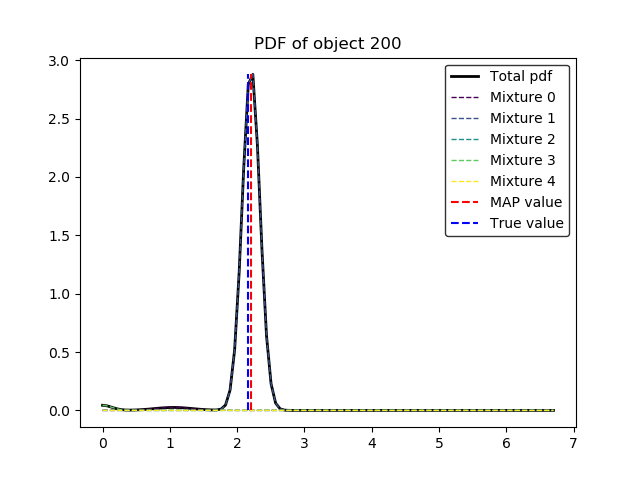 PDF of object 200
3.0
2.5
2.0
1.5
1.0
0.5
0.0
0 1 2 3 4 5 6 7
Total pdf
Mixture 0
Mixture 1
Mixture 2
Mixture 3
Mixture 4
MAP value
True value